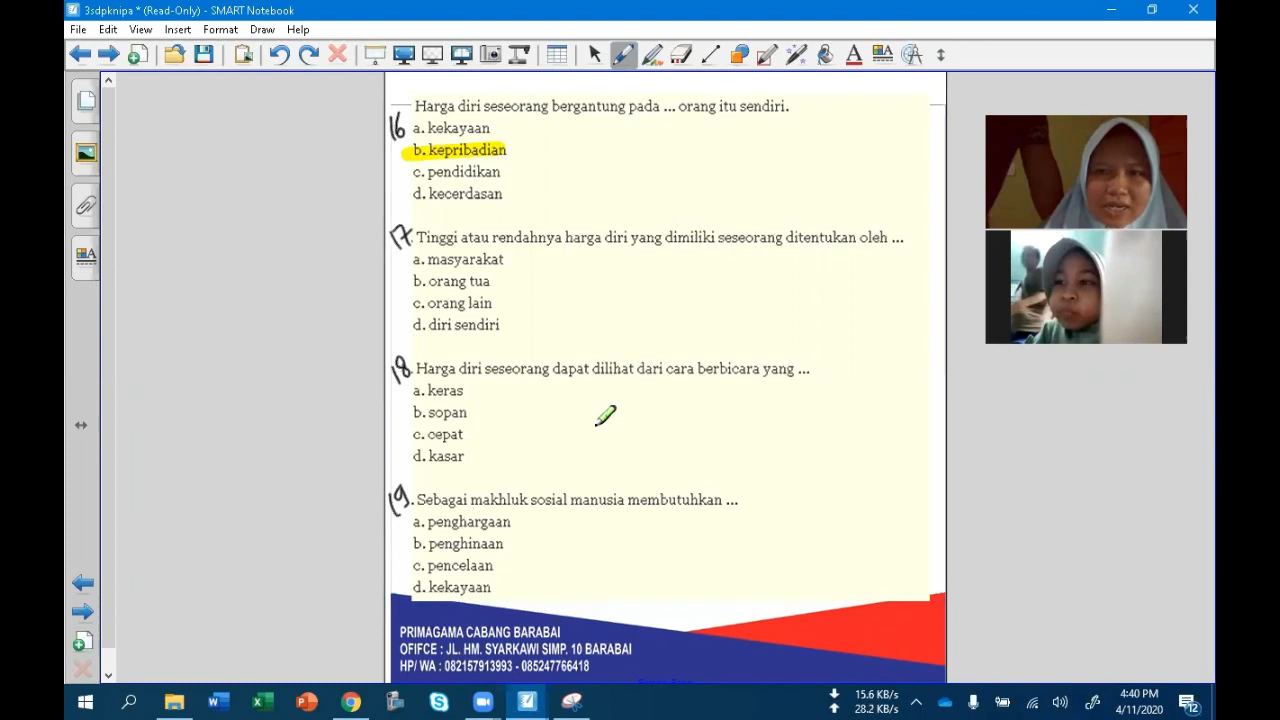 3sdpknipa * (Read-Only) - SMART Notebook
File Edit View Insert Format Draw Help
16
Harga diri seseorang bergantung pada ... orang itu sendiri.
a. kekayaan
b. kepribadian
c. pendidikan
d. kecerdasan
17. Tinggi atau rendahnya harga diri yang dimiliki seseorang ditentukan oleh ...
a. masyarakat
b. orang tua
c. orang lain
d. diri sendiri
18. Harga diri seseorang dapat dilihat dari cara berbicara yang ...
a. keras
b. sopan
c. cepat
d. kasar
19. Sebagai makhluk sosial manusia membutuhkan ...
a. penghargaan
b. penghinaan
c. pencelaan
d. kekayaan
PRIMAGAMA CABANG BARABAI
OFIFCE : JL. HM. SYARKAWI SIMP. 10 BARABAI
HP/ WA : 082157913993 - 085247766418
15.6 KB/s
28.2 KB/s
4:40 PM
4/11/2020
12